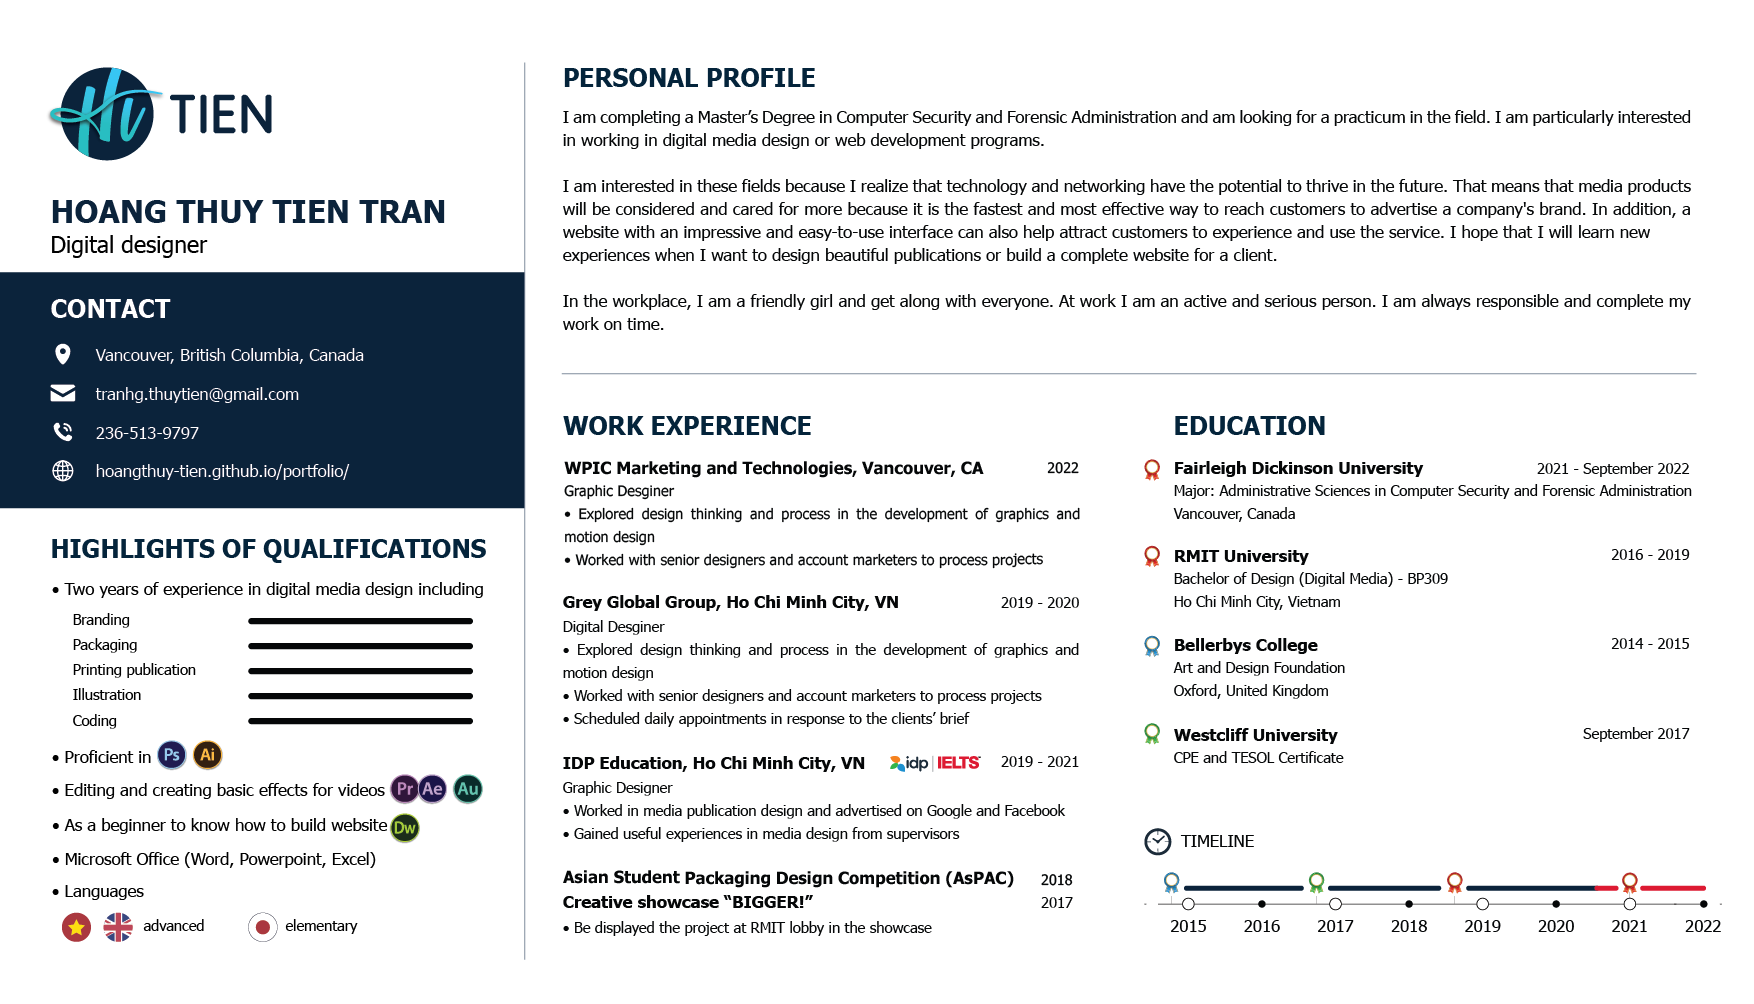 Hv TIEN
HOANG THUY TIEN TRAN
Digital designer
CONTACT
Vancouver, British Columbia, Canada
tranhg.thuytien@gmail.com
236-513-9797
hoangthuy-tien.github.io/portfolio/
HIGHLIGHTS OF QUALIFICATIONS
• Two years of experience in digital media design including
Branding
Packaging
Printing publication
Illustration
Coding
• Proficient in Ps Ai
• Editing and creating basic effects for videos Pr Ae Au
• As a beginner to know how to build website Dw
• Microsoft Office (Word, Powerpoint, Excel)
• Languages
advanced elementary
PERSONAL PROFILE
I am completing a Master’s Degree in Computer Security and Forensic Administration and am looking for a practicum in the field. I am particularly interested
in working in digital media design or web development programs.
I am interested in these fields because I realize that technology and networking have the potential to thrive in the future. That means that media products
will be considered and cared for more because it is the fastest and most effective way to reach customers to advertise a company's brand. In addition, a
website with an impressive and easy-to-use interface can also help attract customers to experience and use the service. I hope that I will learn new
experiences when I want to design beautiful publications or build a complete website for a client.
In the workplace, I am a friendly girl and get along with everyone. At work I am an active and serious person. I am always responsible and complete my
work on time.
WORK EXPERIENCE
WPIC Marketing and Technologies, Vancouver, CA 2022
Graphic Desginer
• Explored design thinking and process in the development of graphics and
motion design
• Worked with senior designers and account marketers to process projects
Grey Global Group, Ho Chi Minh City, VN 2019 - 2020
Digital Desginer
• Explored design thinking and process in the development of graphics and
motion design
• Worked with senior designers and account marketers to process projects
• Scheduled daily appointments in response to the clients’ brief
IDP Education, Ho Chi Minh City, VN idp IELTS 2019 - 2021
Graphic Designer
• Worked in media publication design and advertised on Google and Facebook
• Gained useful experiences in media design from supervisors
Asian Student Packaging Design Competition (AsPAC) 2018
Creative showcase “BIGGER!” 2017
• Be displayed the project at RMIT lobby in the showcase
EDUCATION
Fairleigh Dickinson University 2021 - September 2022
Major: Administrative Sciences in Computer Security and Forensic Administration
Vancouver, Canada
RMIT University 2016 - 2019
Bachelor of Design (Digital Media) - BP309
Ho Chi Minh City, Vietnam
Bellerbys College 2014 - 2015
Art and Design Foundation
Oxford, United Kingdom
Westcliff University September 2017
CPE and TESOL Certificate
TIMELINE
2015 2016 2017 2018 2019 2020 2021 2022